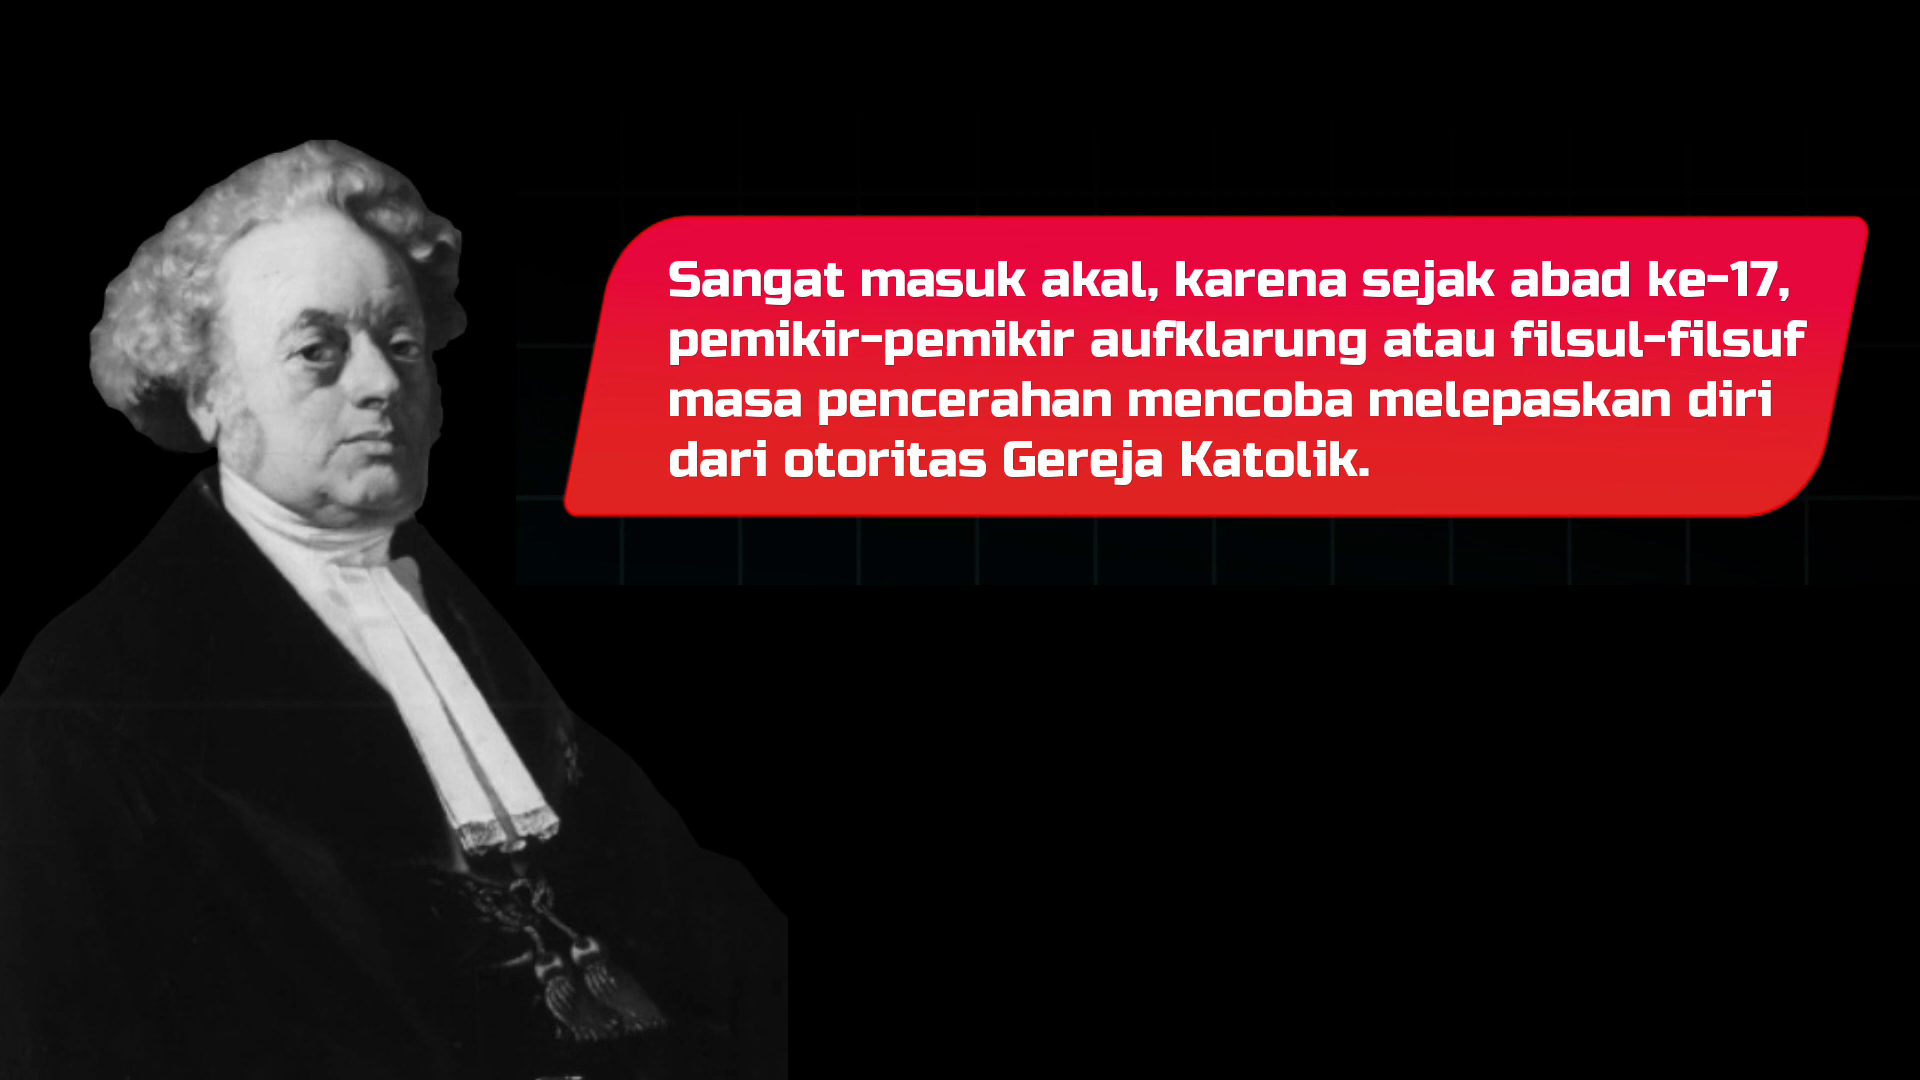 Sangat masuk akal, karena sejak abad ke-17,
pemikir-pemikir aufklarung atau filsul-filsuf
masa pencerahan mencoba melepaskan diri
dari otoritas Gereja Katolik.